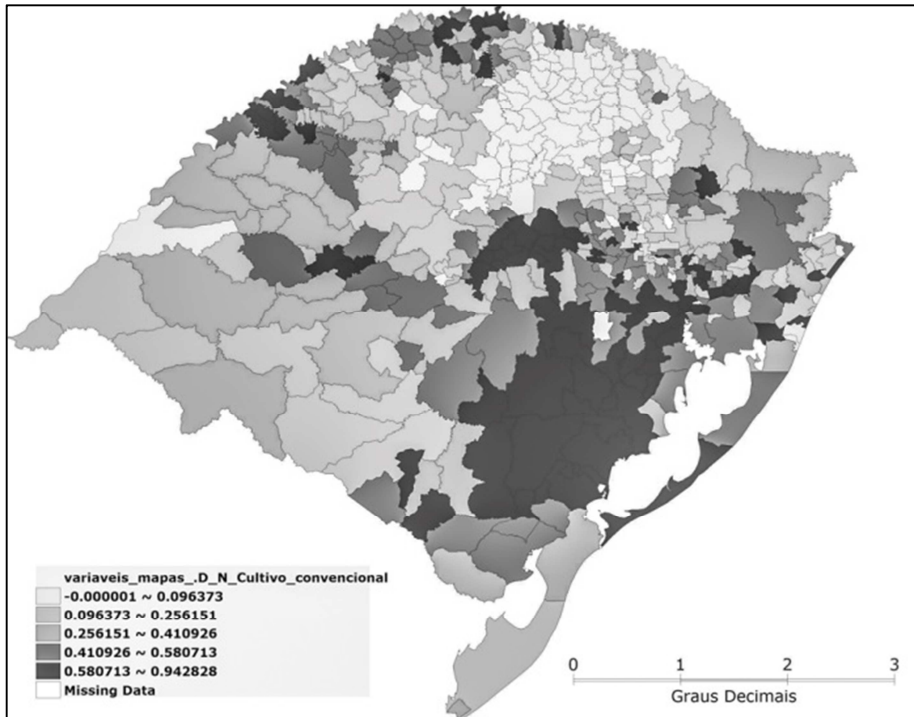 variaveis_mapas_.D_N_Cultivo_convencional
-0.000001 ~ 0.096373
0.096373 ~ 0.256151
0.256151 ~ 0.410926
0.410926 ~ 0.580713
0.580713 ~ 0.942828
Missing Data
0 1 2 3
Graus Decimais